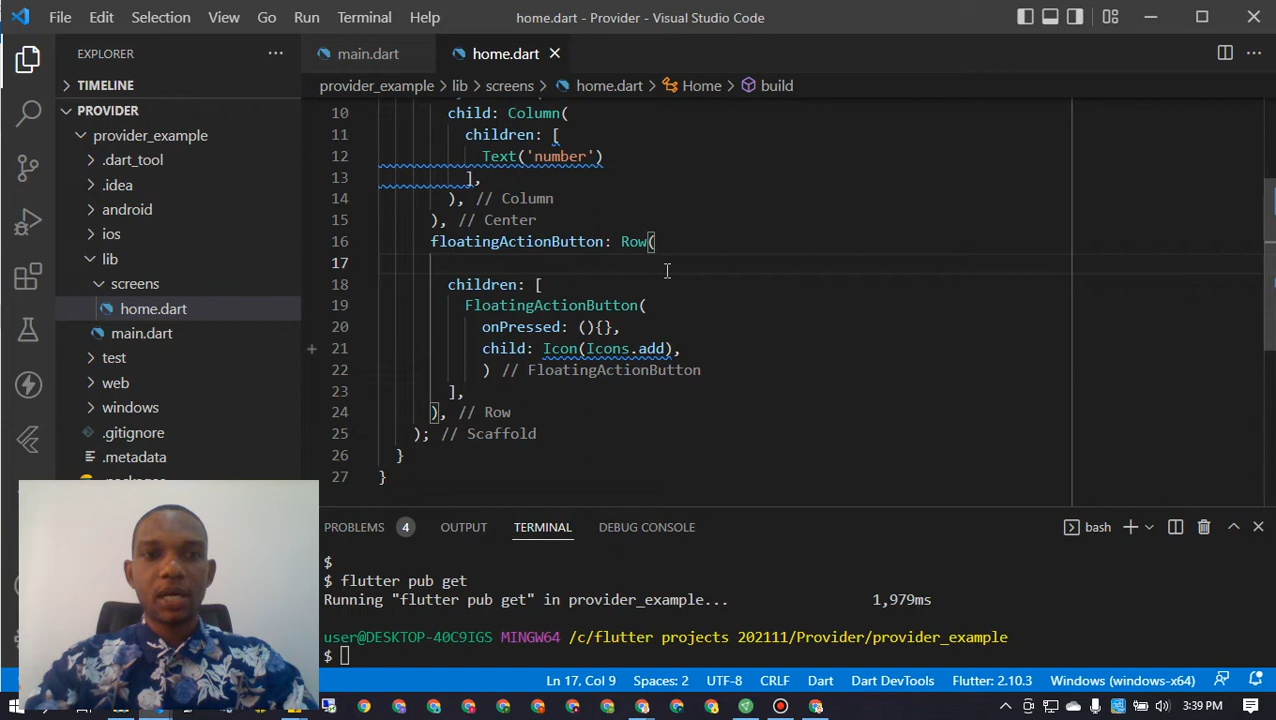 File Edit Selection View Go Run Terminal Help home.dart - Provider - Visual Studio Code
EXPLORER
TIMELINE
PROVIDER
provider_example
.dart_tool
.idea
android
ios
lib
screens
home.dart
main.dart
test
web
windows
.gitignore
.metadata
.packages
main.dart home.dart
provider_example > lib > screens > home.dart > Home > build
10 child: Column(
11 children: [
12 Text('number')
13 ],
14 ), // Column
15 ), // Center
16 floatingActionButton: Row(
17
18 children: [
19 FloatingActionButton(
20 onPressed: (){},
21 child: Icon(Icons.add),
22 ) // FloatingActionButton
23 ],
24 ), // Row
25 ); // Scaffold
26 }
27 }
PROBLEMS 4 OUTPUT TERMINAL DEBUG CONSOLE bash
$
$ flutter pub get
Running "flutter pub get" in provider_example... 1,979ms
user@DESKTOP-40C9IGS MINGW64 /c/flutter projects 202111/Provider/provider_example
$
Ln 17, Col 9 Spaces: 2 UTF-8 CRLF Dart Dart DevTools Flutter: 2.10.3 Windows (windows-x64)
3:39 PM